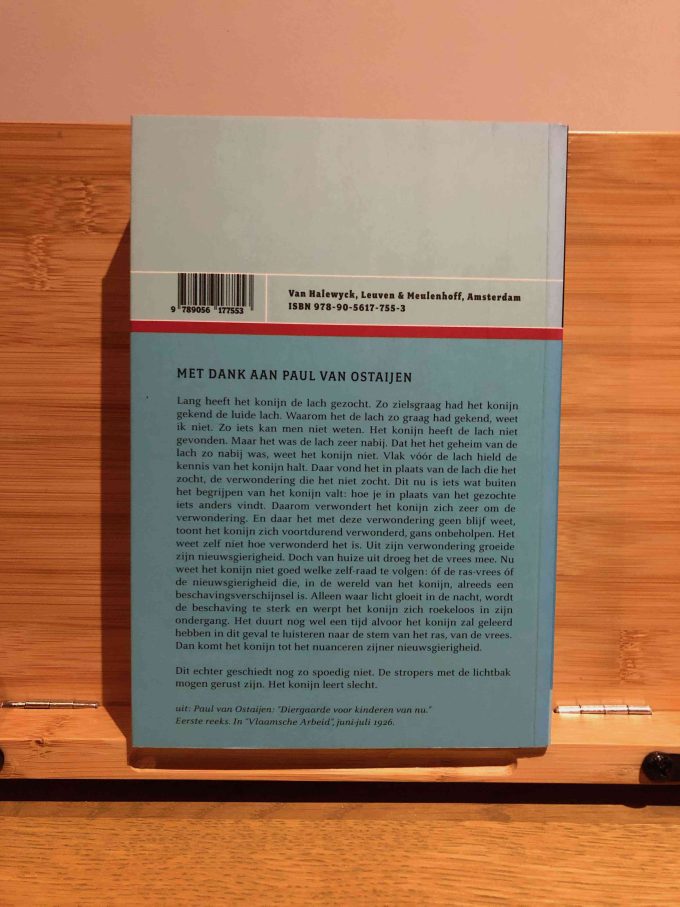 9 789056 177553
Van Halewyck, Leuven & Meulenhoff, Amsterdam
ISBN 978-90-5617-755-3
MET DANK AAN PAUL VAN OSTAIJEN
Lang heeft het konijn de lach gezocht. Zo zielsgraag had het konijn
gekend de luide lach. Waarom het de lach zo graag had gekend, weet
ik niet. Zo iets kan men niet weten. Het konijn heeft de lach niet
gevonden. Maar het was de lach zeer nabij. Dat het het geheim van de
lach zo nabij was, weet het konijn niet. Vlak vóór de lach hield de
kennis van het konijn halt. Daar vond het in plaats van de lach die het
zocht, de verwondering die het niet zocht. Dit nu is iets wat buiten
het begrijpen van het konijn valt: hoe je in plaats van het gezochte
iets anders vindt. Daarom verwondert het konijn zich zeer om de
verwondering. En daar het met deze verwondering geen blijf weet,
toont het konijn zich voortdurend verwonderd, gans onbeholpen. Het
weet zelf niet hoe verwonderd het is. Uit zijn verwondering groeide
zijn nieuwsgierigheid. Doch van huize uit droeg het de vrees mee. Nu
weet het konijn niet goed welke zelf-raad te volgen: óf de ras-vrees óf
de nieuwsgierigheid die, in de wereld van het konijn, alreeds een
beschavingsverschijnsel is. Alleen waar licht gloeit in de nacht, wordt
de beschaving te sterk en werpt het konijn zich roekeloos in zijn
ondergang. Het duurt nog wel een tijd alvoor het konijn zal geleerd
hebben in dit geval te luisteren naar de stem van het ras, van de vrees.
Dan komt het konijn tot het nuanceren zijner nieuwsgierigheid.
Dit echter geschiedt nog zo spoedig niet. De stropers met de lichtbak
mogen gerust zijn. Het konijn leert slecht.
uit: Paul van Ostaijen: "Diergaarde voor kinderen van nu."
Eerste reeks. In "Vlaamsche Arbeid", juni-juli 1926.